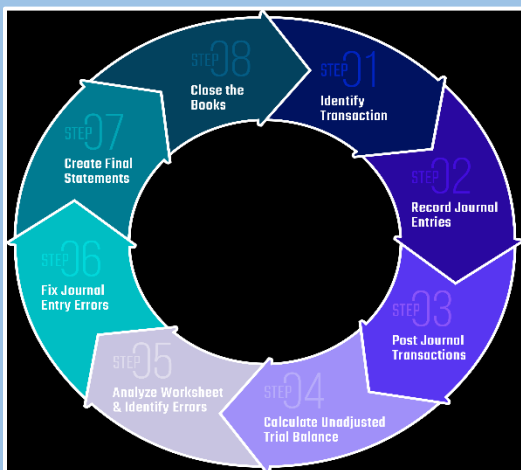 STEP 01
Identify
Transaction
STEP 02
Record Journal
Entries
STEP 03
Post Journal
Transactions
STEP 04
Calculate Unadjusted
Trial Balance
STEP 05
Analyze Worksheet
& Identify Errors
STEP 06
Fix Journal
Entry Errors
STEP 07
Create Final
Statements
STEP 08
Close the
Books